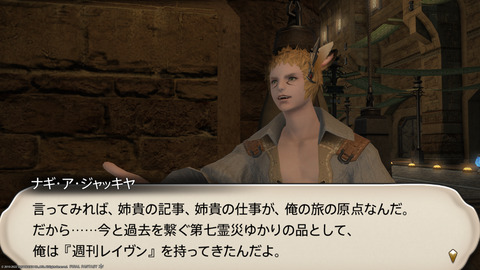 ナギ・ア・ジャッキヤ
言ってみれば、姉貴の記事、姉貴の仕事が、俺の旅の原点なんだ。
だから……今と過去を繋ぐ第七霊災ゆかりの品として、
俺は『週刊レイヴン』を持ってきたんだよ。